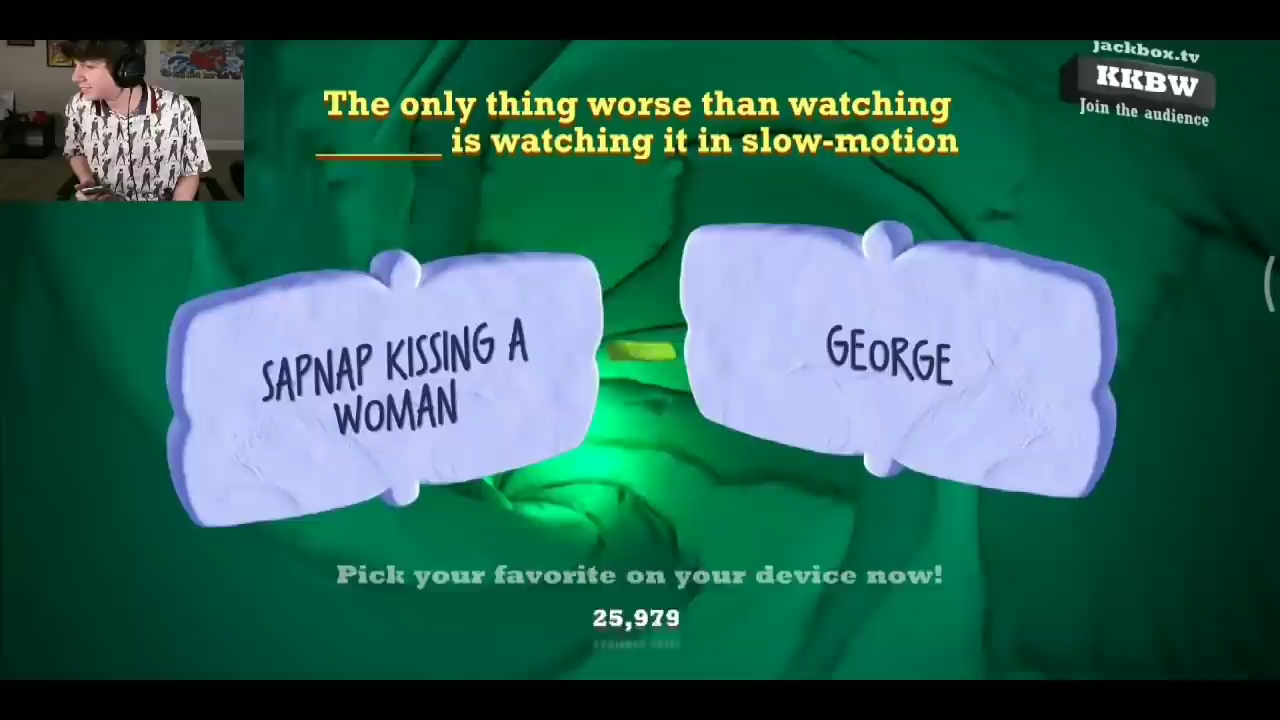 jackbox.tv
KKBW
Join the audience
The only thing worse than watching
______ is watching it in slow-motion
SAPNAP KISSING A
WOMAN
GEORGE
Pick your favorite on your device now!
25,979